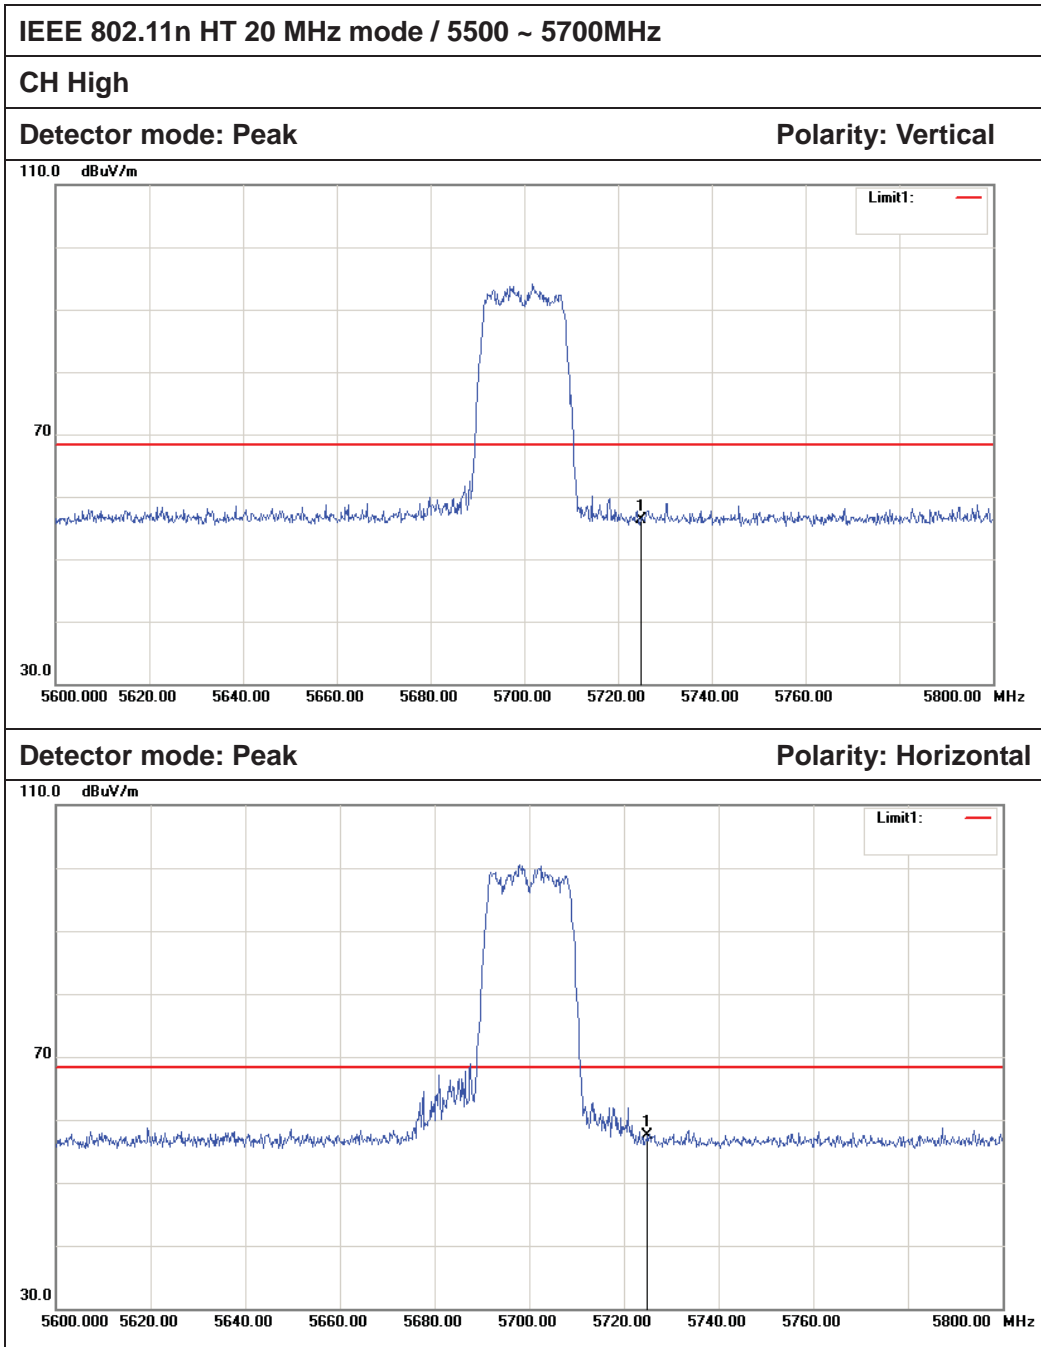 IEEE 802.11n HT 20 MHz mode / 5500 ~ 5700MHz
CH High
Detector mode: Peak Polarity: Vertical
110.0 dBuV/m
Limit1:
70
1
30.0
5600.000 5620.00 5640.00 5660.00 5680.00 5700.00 5720.00 5740.00 5760.00 5800.00 MHz
Detector mode: Peak Polarity: Horizontal
110.0 dBuV/m
Limit1:
70
1
30.0
5600.000 5620.00 5640.00 5660.00 5680.00 5700.00 5720.00 5740.00 5760.00 5800.00 MHz